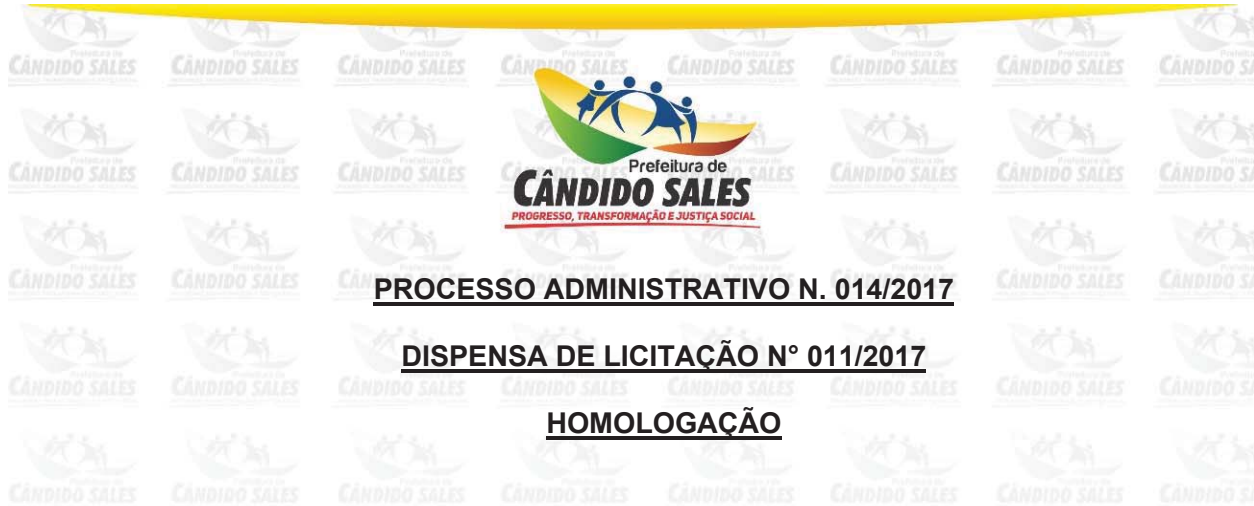 Prefeitura de
CÂNDIDO SALES
PROGRESSO, TRANSFORMAÇÃO E JUSTIÇA SOCIAL
PROCESSO ADMINISTRATIVO N. 014/2017
DISPENSA DE LICITAÇÃO N° 011/2017
HOMOLOGAÇÃO